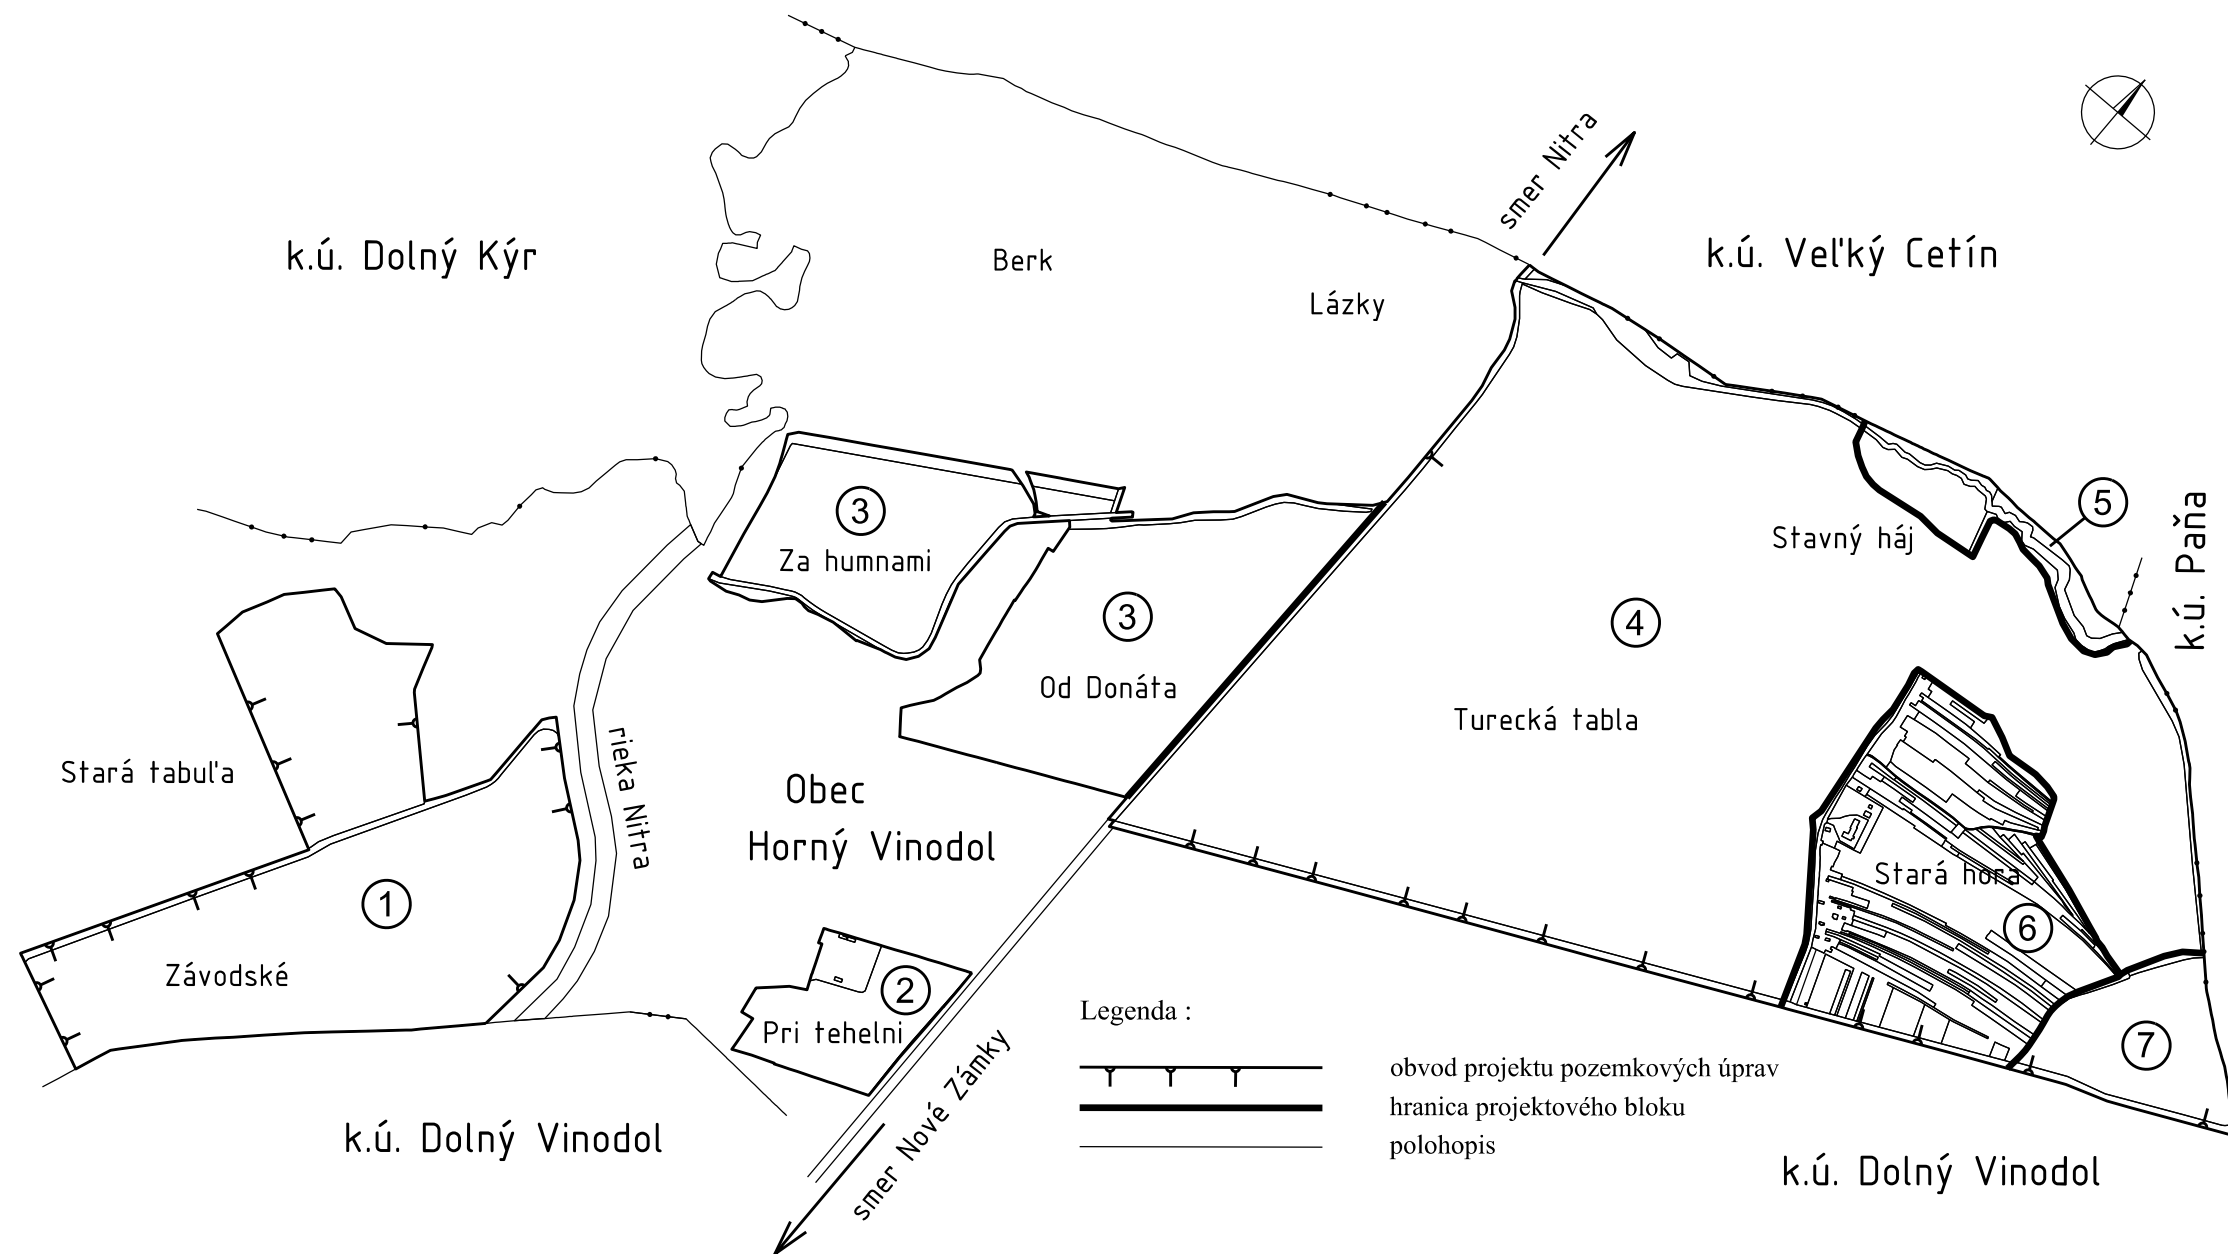 smer Nitra
k.ú. Dolný Kýr
Berk
k.ú. Veľký Cetín
Lázky
5
3
Za humnami
Stavný háj
k.ú. Paňa
3
4
Od Donáta
Turecká tabla
Stará tabuľa
rieka Nitra
Obec
Horný Vinodol
Stará hora
1
6
Závodské
2
Pri tehelni
7
smer Nové Zámky
Legenda :
obvod projektu pozemkových úprav
hranica projektového bloku
polohopis
k.ú. Dolný Vinodol
k.ú. Dolný Vinodol